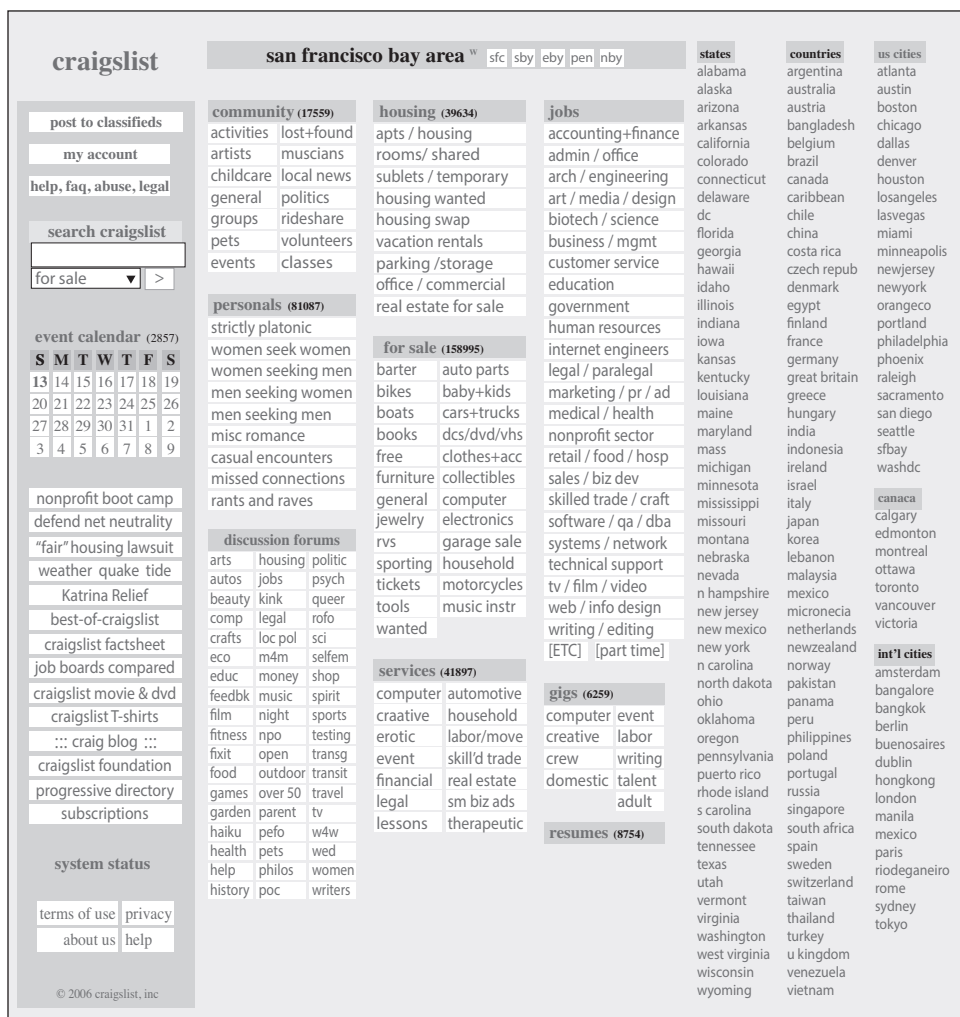 craigslist
post to classifieds
my account
help, faq, abuse, legal
search craigslist
for sale ▼ >
event calendar (2857)
S M T W T F S
13 14 15 16 17 18 19
20 21 22 23 24 25 26
27 28 29 30 31 1 2
3 4 5 6 7 8 9
nonprofit boot camp
defend net neutrality
“fair” housing lawsuit
weather quake tide
Katrina Relief
best-of-craigslist
craigslist factsheet
job boards compared
craigslist movie & dvd
craigslist T-shirts
::: craig blog :::
craigslist foundation
progressive directory
subscriptions
system status
terms of use privacy
about us help
© 2006 craigslist, inc
san francisco bay area w sfc sby eby pen nby
community (17559)
activities lost+found
artists muscians
childcare local news
general politics
groups rideshare
pets volunteers
events classes
personals (81087)
strictly platonic
women seek women
women seeking men
men seeking women
men seeking men
misc romance
casual encounters
missed connections
rants and raves
discussion forums
arts housing politic
autos jobs psych
beauty kink queer
comp legal rofo
crafts loc pol sci
eco m4m selfem
educ money shop
feedbk music spirit
film night sports
fitness npo testing
fixit open transg
food outdoor transit
games over 50 travel
garden parent tv
haiku pefo w4w
health pets wed
help philos women
history poc writers
housing (39634)
apts / housing
rooms/ shared
sublets / temporary
housing wanted
housing swap
vacation rentals
parking /storage
office / commercial
real estate for sale
for sale (158995)
barter auto parts
bikes baby+kids
boats cars+trucks
books dcs/dvd/vhs
free clothes+acc
furniture collectibles
general computer
jewelry electronics
rvs garage sale
sporting household
tickets motorcycles
tools music instr
wanted
services (41897)
computer automotive
craative household
erotic labor/move
event skill’d trade
financial real estate
legal sm biz ads
lessons therapeutic
jobs
accounting+finance
admin / office
arch / engineering
art / media / design
biotech / science
business / mgmt
customer service
education
government
human resources
internet engineers
legal / paralegal
marketing / pr / ad
medical / health
nonprofit sector
retail / food / hosp
sales / biz dev
skilled trade / craft
software / qa / dba
systems / network
technical support
tv / film / video
web / info design
writing / editing
[ETC] [part time]
gigs (6259)
computer event
creative labor
crew writing
domestic talent
adult
resumes (8754)
states
alabama
alaska
arizona
arkansas
california
colorado
connecticut
delaware
dc
florida
georgia
hawaii
idaho
illinois
indiana
iowa
kansas
kentucky
louisiana
maine
maryland
mass
michigan
minnesota
mississippi
missouri
montana
nebraska
nevada
n hampshire
new jersey
new mexico
new york
n carolina
north dakota
ohio
oklahoma
oregon
pennsylvania
puerto rico
rhode island
s carolina
south dakota
tennessee
texas
utah
vermont
virginia
washington
west virginia
wisconsin
wyoming
countries
argentina
australia
austria
bangladesh
belgium
brazil
canada
caribbean
chile
china
costa rica
czech repub
denmark
egypt
finland
france
germany
great britain
greece
hungary
india
indonesia
ireland
israel
italy
japan
korea
lebanon
malaysia
mexico
micronecia
netherlands
newzealand
norway
pakistan
panama
peru
philippines
poland
portugal
russia
singapore
south africa
spain
sweden
switzerland
taiwan
thailand
turkey
u kingdom
venezuela
vietnam
us cities
atlanta
austin
boston
chicago
dallas
denver
houston
losangeles
lasvegas
miami
minneapolis
newjersey
newyork
orangeco
portland
philadelphia
phoenix
raleigh
sacramento
san diego
seattle
sfbay
washdc
canaca
calgary
edmonton
montreal
ottawa
toronto
vancouver
victoria
int’l cities
amsterdam
bangalore
bangkok
berlin
buenosaires
dublin
hongkong
london
manila
mexico
paris
riodeganeiro
rome
sydney
tokyo